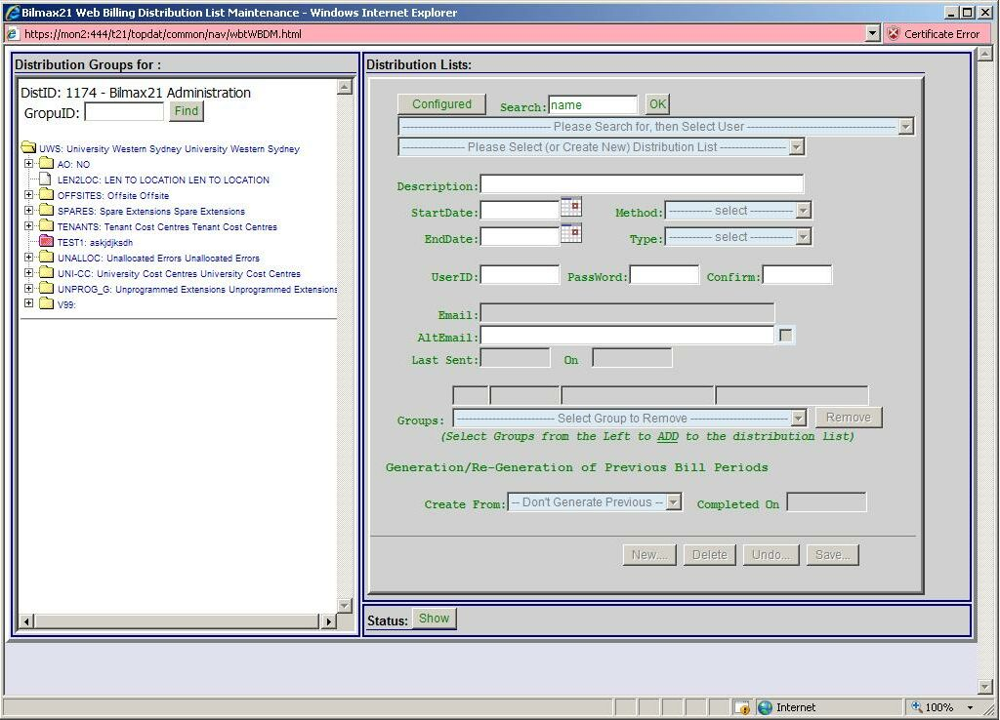 Bilmax21 Web Billing Distribution List Maintenance - Windows Internet Explorer
https://mon2:444/t21/topdat/common/nav/wbtWBDM.html
Certificate Error
Distribution Groups for :
DistID: 1174 - Bilmax21 Administration
GropuID:
Find
UWS: University Western Sydney University Western Sydney
AO: NO
LEN2LOC: LEN TO LOCATION LEN TO LOCATION
OFFSITES: Offsite Offsite
SPARES: Spare Extensions Spare Extensions
TENANTS: Tenant Cost Centres Tenant Cost Centres
TEST1: askjdjksdh
UNALLOC: Unallocated Errors Unallocated Errors
UNI-CC: University Cost Centres University Cost Centres
UNPROG_G: Unprogrammed Extensions Unprogrammed Extensions
V99:
Distribution Lists:
Configured Search: name OK
Please Search for, then Select User
Please Select (or Create New) Distribution List
Description:
StartDate: Method: select
EndDate: Type: select
UserID: PassWord: Confirm:
Email:
AltEmail:
Last Sent: On
Groups: Select Group to Remove Remove
(Select Groups from the Left to ADD to the distribution list)
Generation/Re-Generation of Previous Bill Periods
Create From: -- Don't Generate Previous -- Completed On
New.... Delete Undo... Save...
Status: Show
Internet 100%